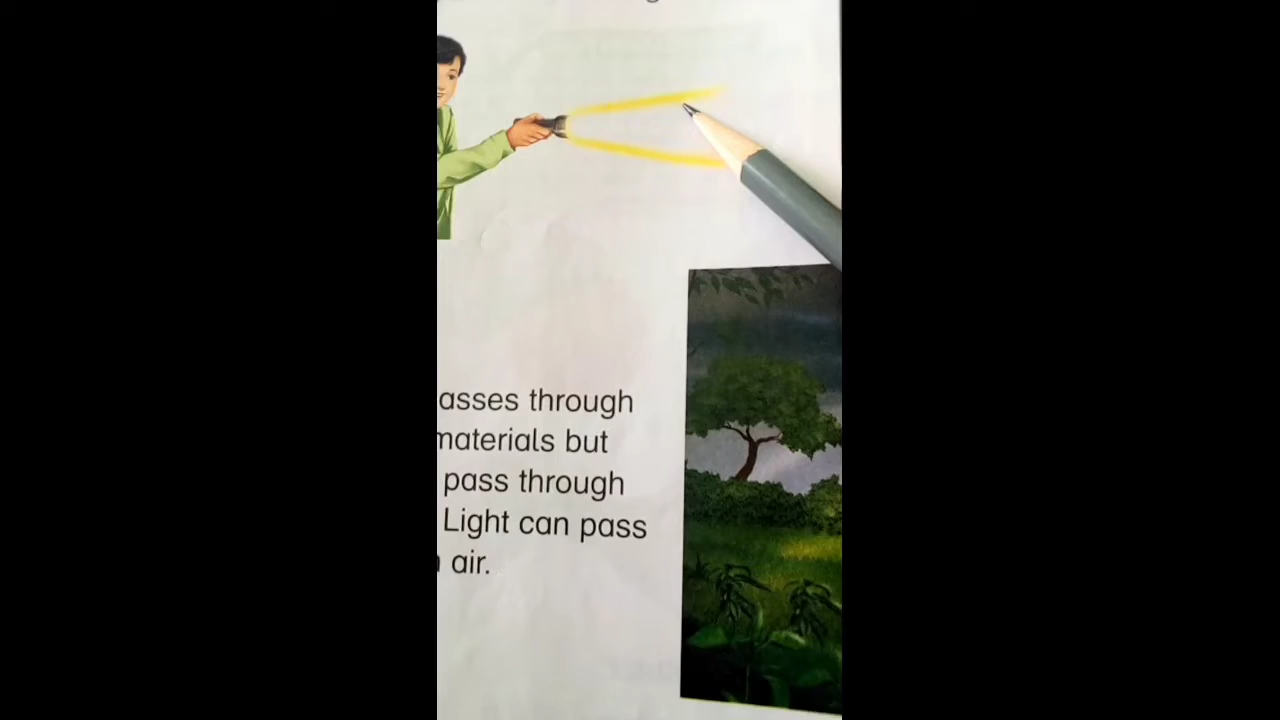 asses through
materials but
pass through
Light can pass
air.